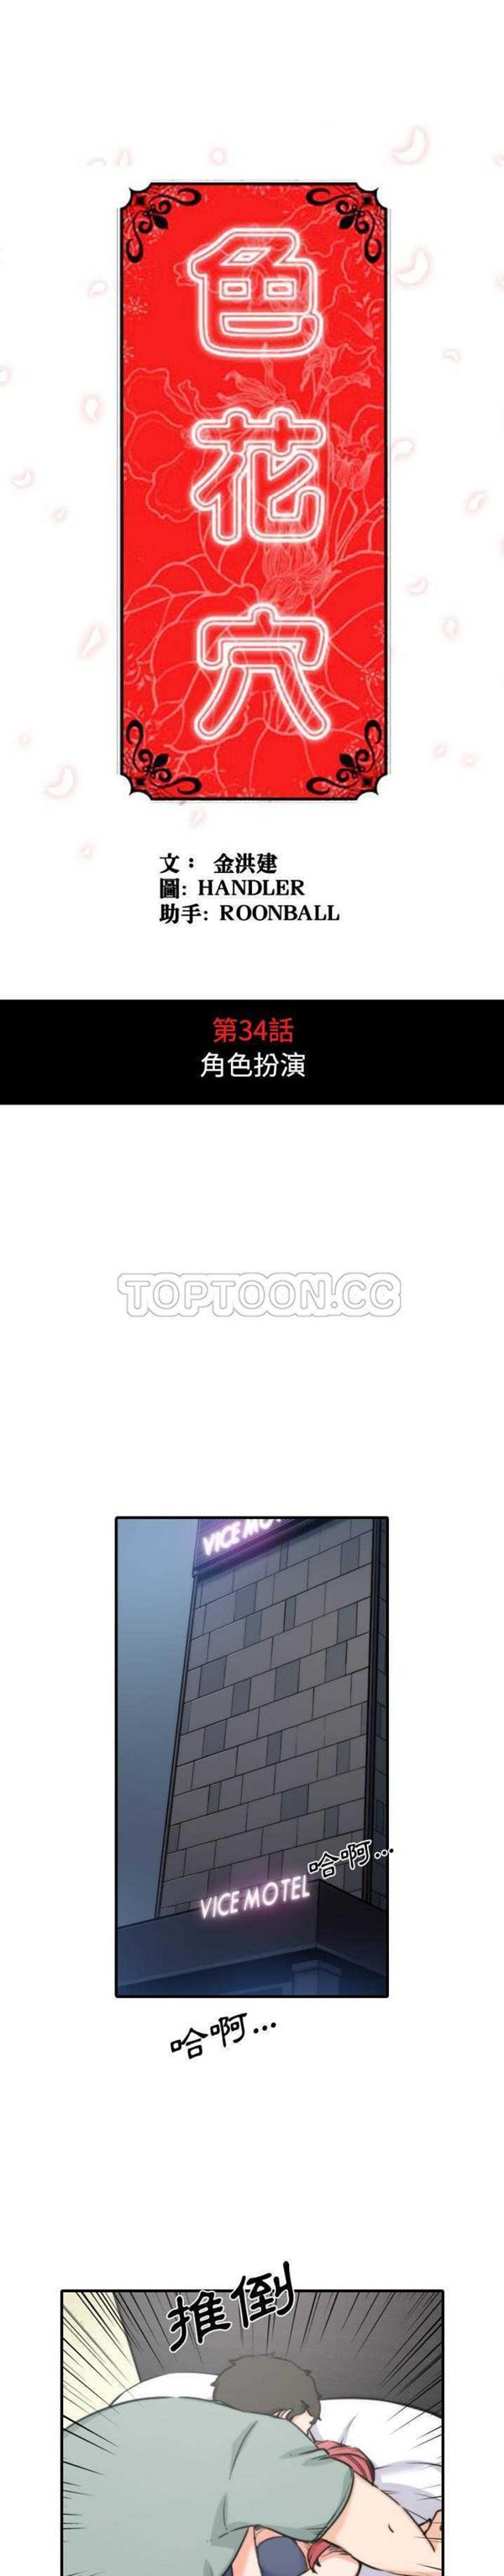 色
花
穴
文： 金洪建
圖: HANDLER
助手: ROONBALL
第34話
角色扮演
TOPTOON.CC
VICE MO
哈啊...
VICE MOTEL
哈啊...
推倒